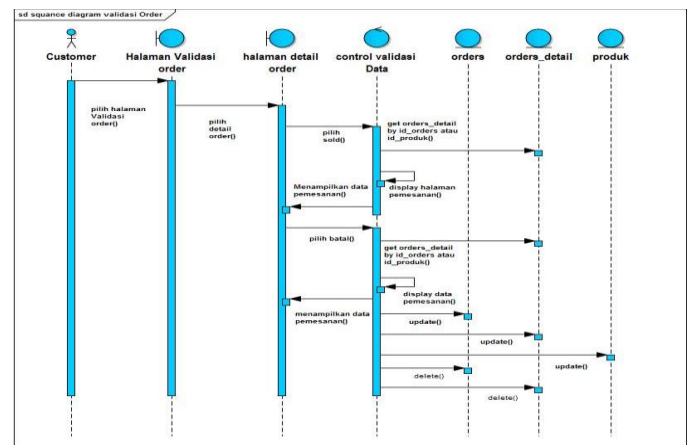 sd squance diagram validasi Order
Customer
Halaman Validasi
order
halaman detail
order
control validasi
Data
orders
orders_detail
produk
pilih halaman
Validasi
order()
pilih
detail
order()
pilih
sold()
get orders_detail
by id_orders atau
id_produk()
display halaman
pemesanan()
Menampilkan data
pemesanan()
pilih batal()
get orders_detail
by id_orders atau
id_produk()
display data
pemesanan()
menampilkan data
pemesanan()
update()
update()
update()
delete()
delete()